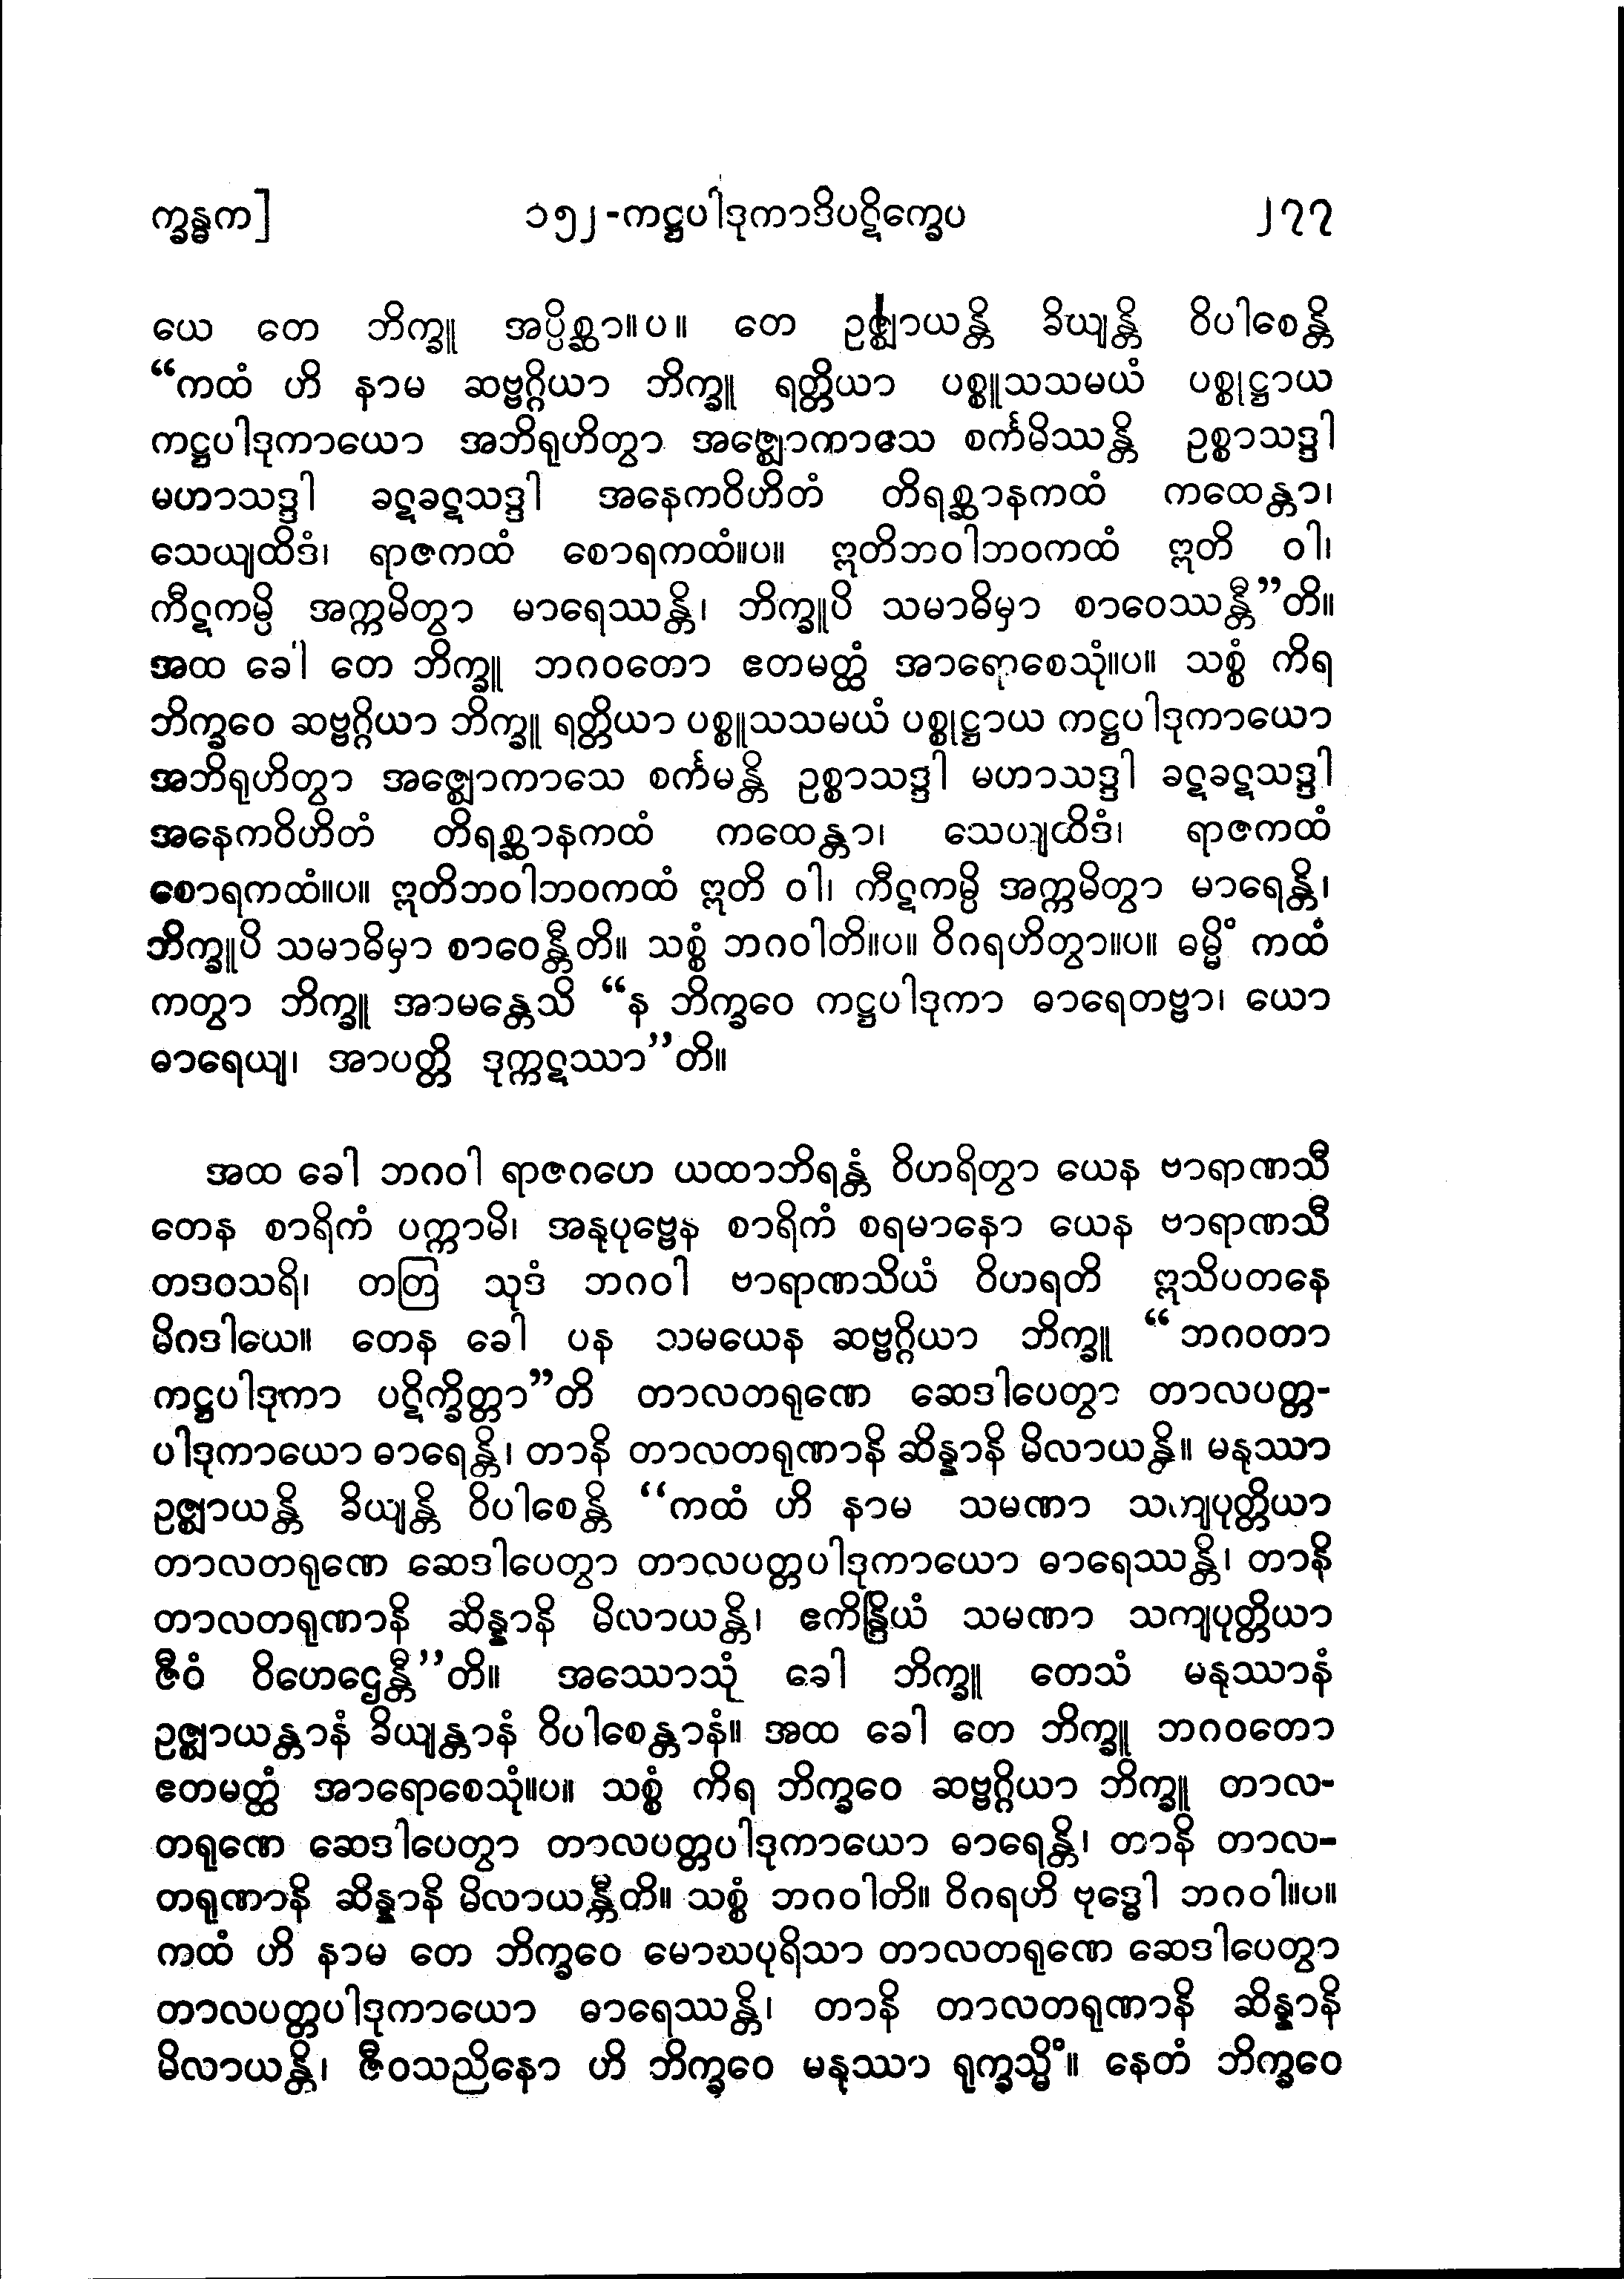 က္ခန္ဓက] ၁၅၂-ကဋ္ဌပါဒုကာဒိပဋိက္ခေပ ၂၇၇
ယေ တေ ဘိက္ခူ အပ္ပိစ္ဆာ။ပ။ တေ ဥဇ္ဈာယန္တိ ခိယျန္တိ ဝိပါစေန္တိ
“ကထံ ဟိ နာမ ဆဗ္ဗဂ္ဂိယာ ဘိက္ခူ ရတ္တိယာ ပစ္စူသသမယံ ပစ္စုဋ္ဌာယ
ကဋ္ဌပါဒုကာယော အဘိရုဟိတွာ အဇ္ဈောကာသေ စင်္ကမိဿန္တိ ဥစ္စာသဒ္ဒါ
မဟာသဒ္ဒါ ခဋခဋသဒ္ဒါ အနေကဝိဟိတံ တိရစ္ဆာနကထံ ကထေန္တာ၊
သေယျထိဒံ၊ ရာဇကထံ စောရကထံ။ပ။ ဣတိဘဝါဘဝကထံ ဣတိ ဝါ၊
ကီဋကမ္ပိ အက္ကမိတွာ မာရေဿန္တိ၊ ဘိက္ခူပိ သမာဓိမှာ စာဝေဿန္တီ”တိ။
အထ ခေါ တေ ဘိက္ခူ ဘဂဝတော ဧတမတ္ထံ အာရောစေသုံ။ပ။ သစ္စံ ကိရ
ဘိက္ခဝေ ဆဗ္ဗဂ္ဂိယာ ဘိက္ခူ ရတ္တိယာ ပစ္စူသသမယံ ပစ္စုဋ္ဌာယ ကဋ္ဌပါဒုကာယော
အဘိရုဟိတွာ အဇ္ဈောကာသေ စင်္ကမန္တိ ဥစ္စာသဒ္ဒါ မဟာသဒ္ဒါ ခဋခဋသဒ္ဒါ
အနေကဝိဟိတံ တိရစ္ဆာနကထံ ကထေန္တာ၊ သေယျထိဒံ၊ ရာဇကထံ
စောရကထံ။ပ။ ဣတိဘဝါဘဝကထံ ဣတိ ဝါ၊ ကီဋကမ္ပိ အက္ကမိတွာ မာရေန္တိ၊
ဘိက္ခူပိ သမာဓိမှာ စာဝေန္တီတိ။ သစ္စံ ဘဂဝါတိ။ပ။ ဝိဂရဟိတွာ။ပ။ ဓမ္မိံ ကထံ
ကတွာ ဘိက္ခူ အာမန္တေသိ “န ဘိက္ခဝေ ကဋ္ဌပါဒုကာ ဓာရေတဗ္ဗာ၊ ယော
ဓာရေယျ၊ အာပတ္တိ ဒုက္ကဋဿာ”တိ။
အထ ခေါ ဘဂဝါ ရာဇဂဟေ ယထာဘိရန္တံ ဝိဟရိတွာ ယေန ဗာရာဏသီ
တေန စာရိကံ ပက္ကာမိ၊ အနုပုဗ္ဗေန စာရိကံ စရမာနော ယေန ဗာရာဏသီ
တဒဝသရိ၊ တတြ သုဒံ ဘဂဝါ ဗာရာဏသိယံ ဝိဟရတိ ဣသိပတနေ
မိဂဒါယေ။ တေန ခေါ ပန သမယေန ဆဗ္ဗဂ္ဂိယာ ဘိက္ခူ “ဘဂဝတာ
ကဋ္ဌပါဒုကာ ပဋိက္ခိတ္တာ”တိ တာလတရုဏေ ဆေဒါပေတွာ တာလပတ္တ-
ပါဒုကာယော ဓာရေန္တိ၊ တာနိ တာလတရုဏာနိ ဆိန္နာနိ မိလာယန္တိ။ မနုဿာ
ဥဇ္ဈာယန္တိ ခိယျန္တိ ဝိပါစေန္တိ “ကထံ ဟိ နာမ သမဏာ သကျပုတ္တိယာ
တာလတရုဏေ ဆေဒါပေတွာ တာလပတ္တပါဒုကာယော ဓာရေဿန္တိ၊ တာနိ
တာလတရုဏာနိ ဆိန္နာနိ မိလာယန္တိ၊ ဧကိန္ဒြိယံ သမဏာ သကျပုတ္တိယာ
ဇီဝံ ဝိဟေဌေန္တီ”တိ။ အဿောသုံ ခေါ ဘိက္ခူ တေသံ မနုဿာနံ
ဥဇ္ဈာယန္တာနံ ခိယျန္တာနံ ဝိပါစေန္တာနံ။ အထ ခေါ တေ ဘိက္ခူ ဘဂဝတော
ဧတမတ္ထံ အာရောစေသုံ။ပ။ သစ္စံ ကိရ ဘိက္ခဝေ ဆဗ္ဗဂ္ဂိယာ ဘိက္ခူ တာလ-
တရုဏေ ဆေဒါပေတွာ တာလပတ္တပါဒုကာယော ဓာရေန္တိ၊ တာနိ တာလ-
တရုဏာနိ ဆိန္နာနိ မိလာယန္တီတိ။ သစ္စံ ဘဂဝါတိ။ ဝိဂရဟိ ဗုဒ္ဓေါ ဘဂဝါ။ပ။
ကထံ ဟိ နာမ တေ ဘိက္ခဝေ မောဃပုရိသာ တာလတရုဏေ ဆေဒါပေတွာ
တာလပတ္တပါဒုကာယော ဓာရေဿန္တိ၊ တာနိ တာလတရုဏာနိ ဆိန္နာနိ
မိလာယန္တိ၊ ဇီဝသညိနော ဟိ ဘိက္ခဝေ မနုဿာ ရုက္ခသ္မိံ။ နေတံ ဘိက္ခဝေ